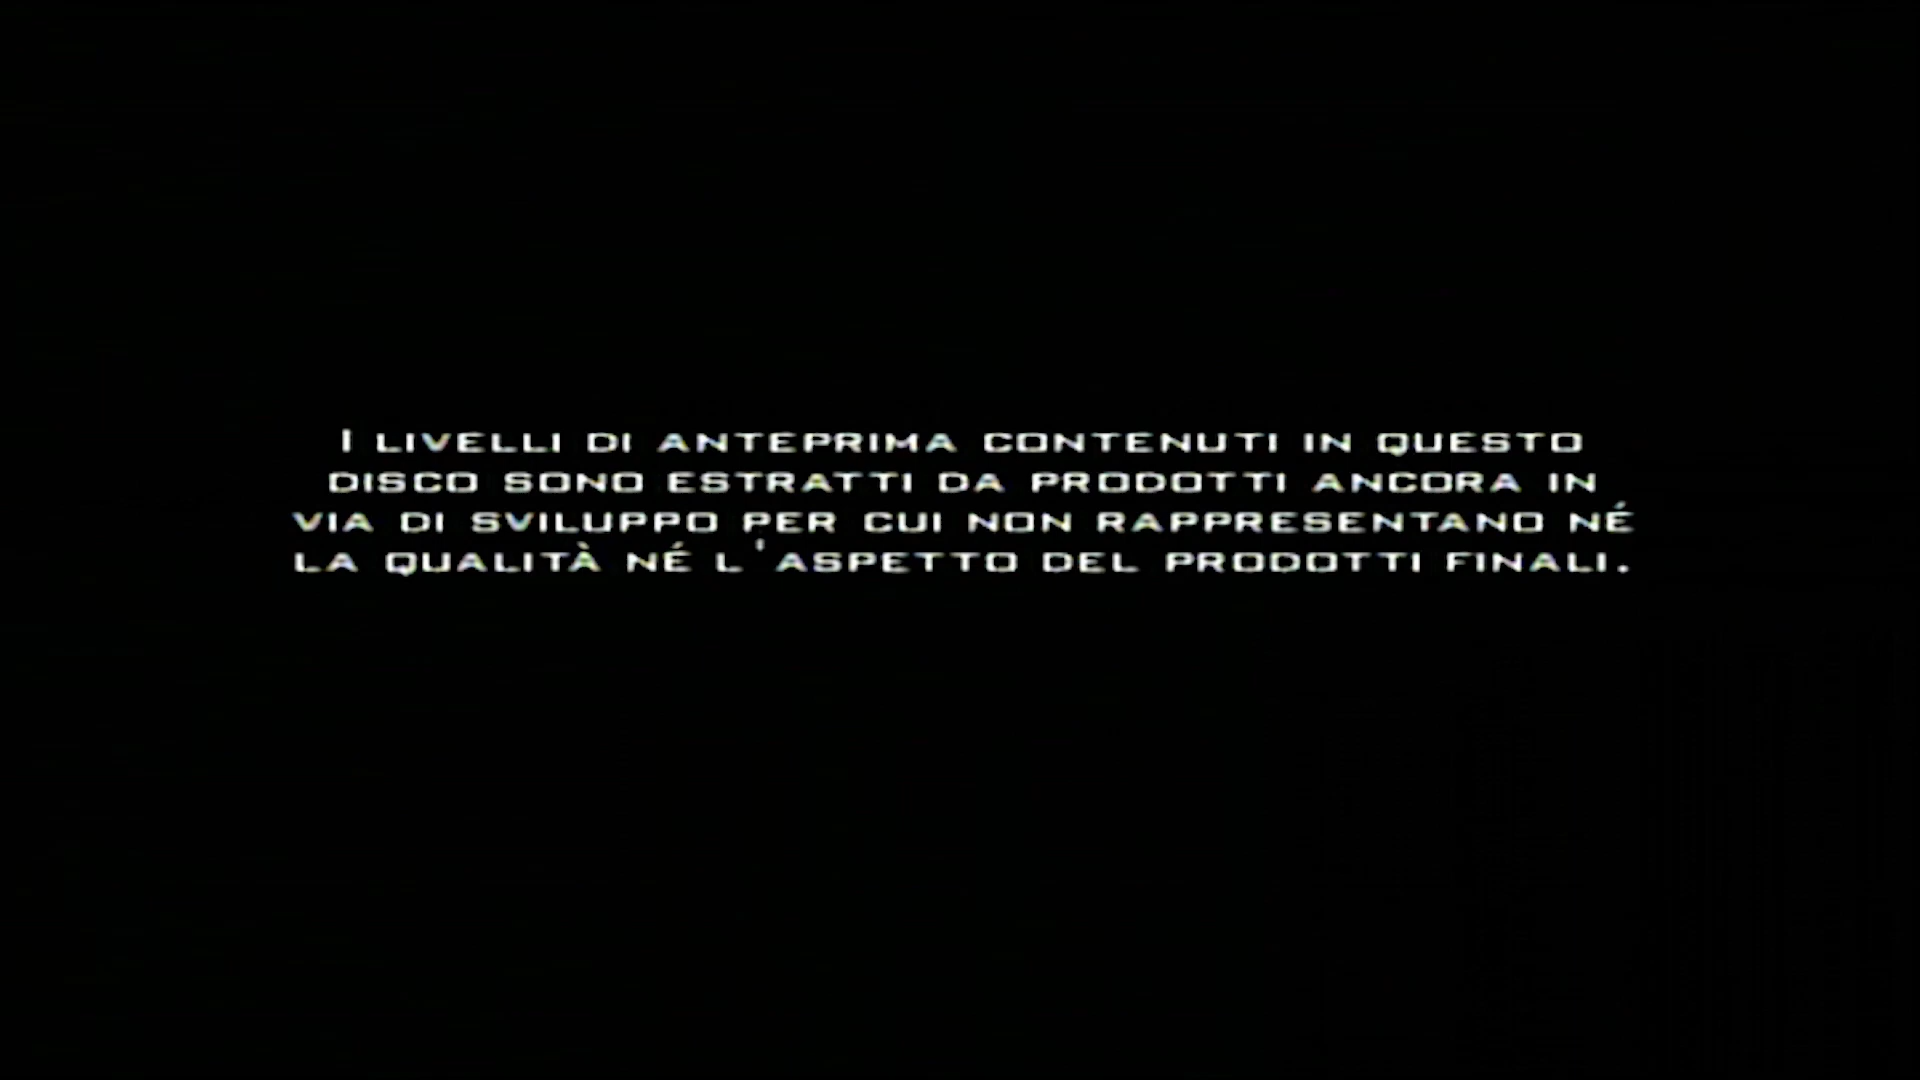 I LIVELLI DI ANTEPRIMA CONTENUTI IN QUESTO
DISCO SONO ESTRATTI DA PRODOTTI ANCORA IN
VIA DI SVILUPPO PER CUI NON RAPPRESENTANO NÉ
LA QUALITÀ NÉ L'ASPETTO DEL PRODOTTI FINALI.